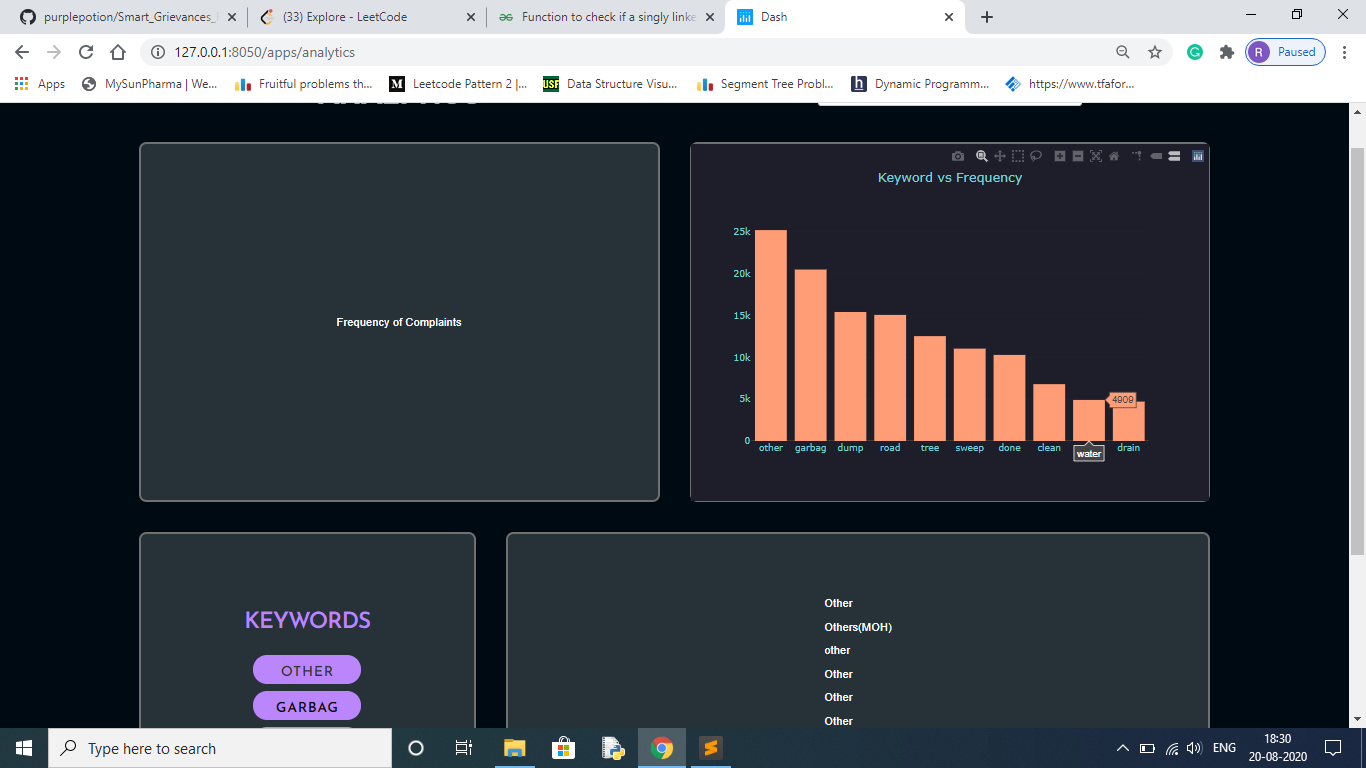 purplepotion/Smart_Grievances_
(33) Explore - LeetCode
Function to check if a singly linke
Dash
127.0.0.1:8050/apps/analytics
R
Paused
Apps
MySunPharma | We...
Fruitful problems th...
Leetcode Pattern 2 |...
USF
Data Structure Visu...
Segment Tree Probl...
h
Dynamic Programm...
https://www.tfafor...
Frequency of Complaints
Keyword vs Frequency
25k
20k
15k
10k
5k
0
4909
other
garbag
dump
road
tree
sweep
done
clean
water
drain
KEYWORDS
OTHER
GARBAG
Other
Others(MOH)
other
Other
Other
Other
Type here to search
ENG
18:30
20-08-2020